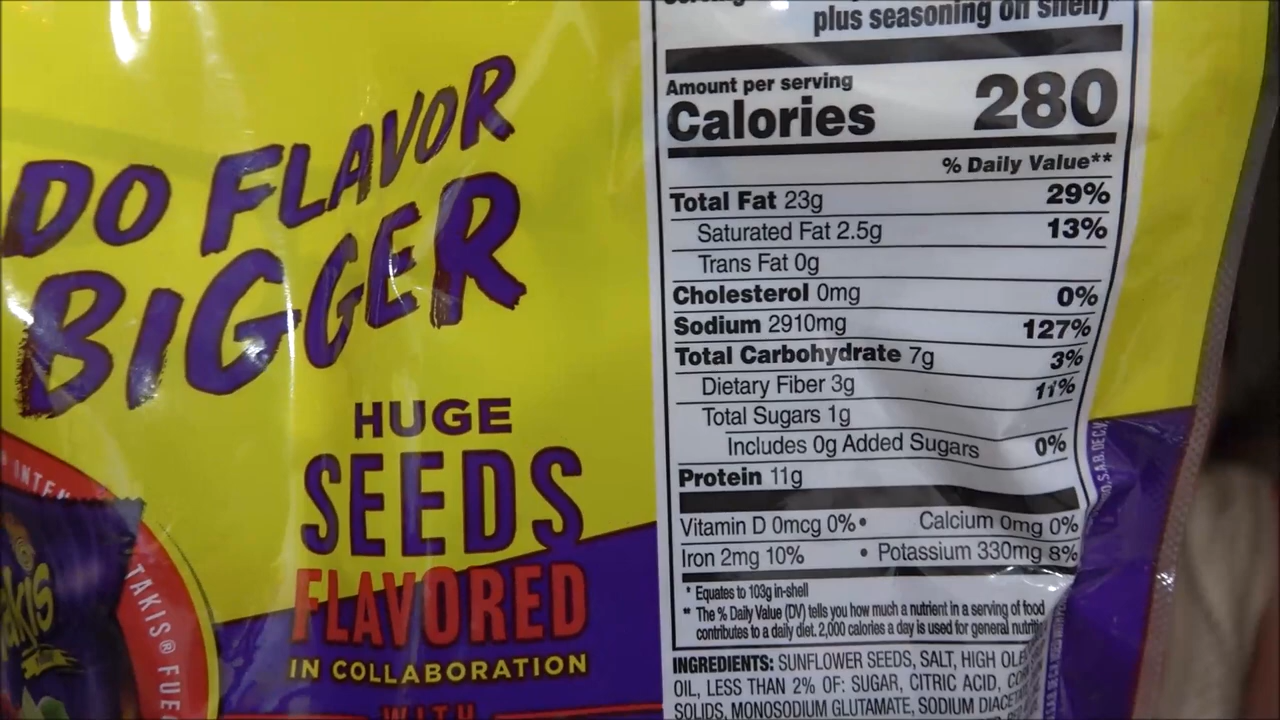 DO FLAVOR
BIGGER
HUGE
SEEDS
FLAVORED
IN COLLABORATION
WITH
TAKIS®
plus seasoning on shell)
Amount per serving
Calories 280
% Daily Value**
Total Fat 23g 29%
Saturated Fat 2.5g 13%
Trans Fat 0g
Cholesterol 0mg 0%
Sodium 2910mg 127%
Total Carbohydrate 7g 3%
Dietary Fiber 3g 11%
Total Sugars 1g
Includes 0g Added Sugars 0%
Protein 11g
Vitamin D 0mcg 0% • Calcium 0mg 0%
Iron 2mg 10% • Potassium 330mg 8%
* Equates to 103g in-shell
** The % Daily Value (DV) tells you how much a nutrient in a serving of food
contributes to a daily diet. 2,000 calories a day is used for general
INGREDIENTS: SUNFLOWER SEEDS, SALT, HIGH
OIL, LESS THAN 2% OF: SUGAR, CITRIC ACID,
SOLIDS, MONOSODIUM GLUTAMATE, SODIUM